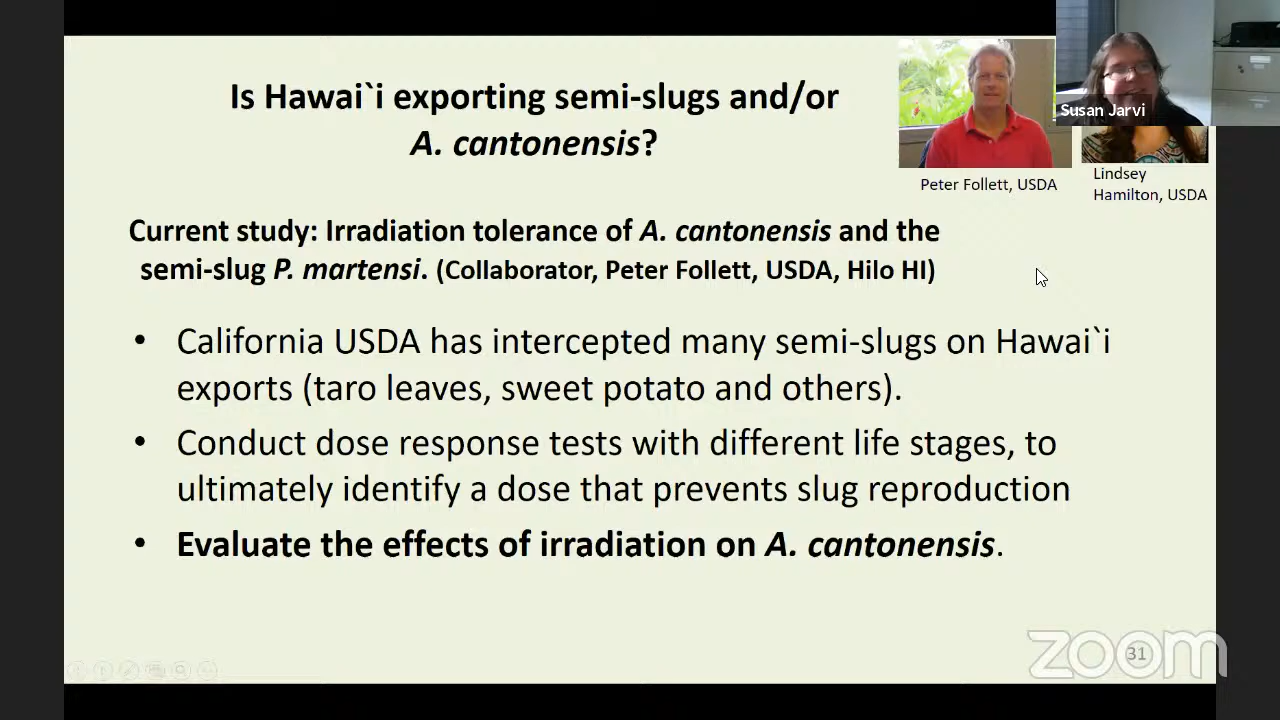 Is Hawai`i exporting semi-slugs and/or
A. cantonensis?
Susan Jarvi
Peter Follett, USDA
Lindsey
Hamilton, USDA
Current study: Irradiation tolerance of A. cantonensis and the
semi-slug P. martensi. (Collaborator, Peter Follett, USDA, Hilo HI)
• California USDA has intercepted many semi-slugs on Hawai`i
exports (taro leaves, sweet potato and others).
• Conduct dose response tests with different life stages, to
ultimately identify a dose that prevents slug reproduction
• Evaluate the effects of irradiation on A. cantonensis.
zoom
31